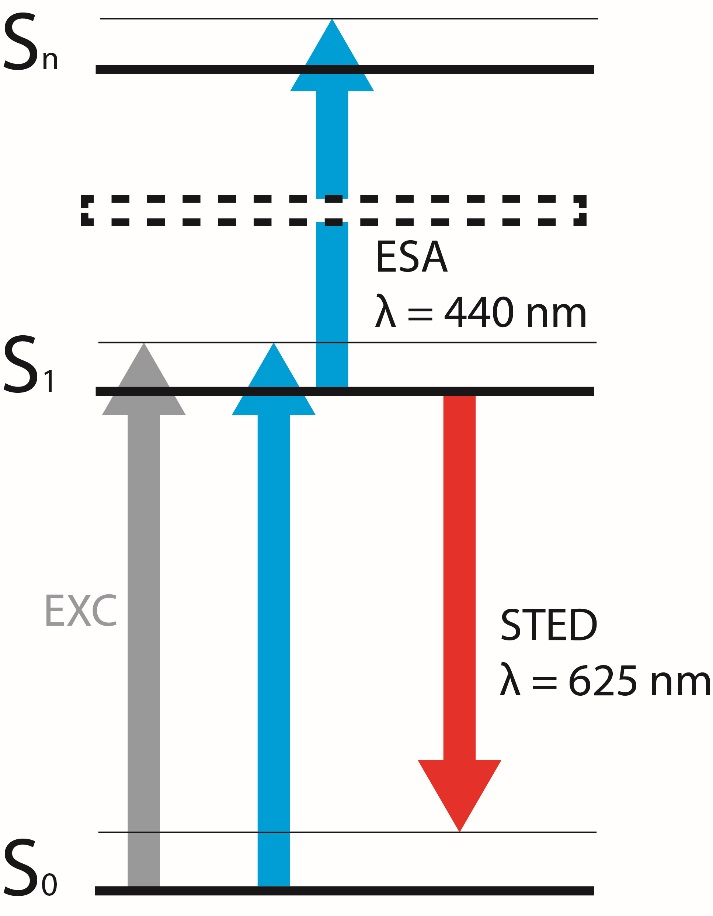 Sn
ESA
λ = 440 nm
S1
EXC
STED
λ = 625 nm
S0